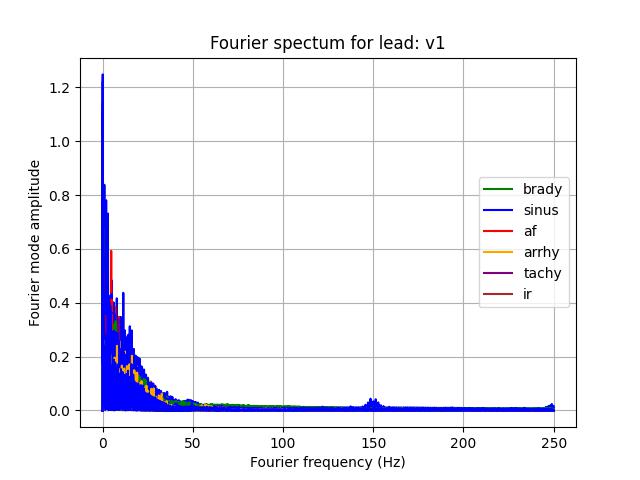 Fourier spectum for lead: v1
Fourier mode amplitude
1.2
1.0
0.8
0.6
0.4
0.2
0.0
brady
sinus
af
arrhy
tachy
ir
0 50 100 150 200 250
Fourier frequency (Hz)